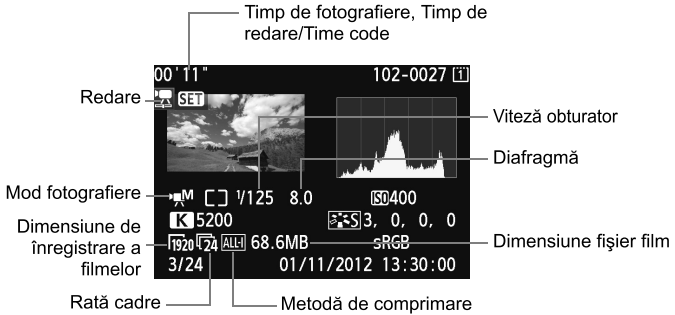 Timp de fotografiere, Timp de
redare/Time code
00'11" 102-0027 1
Redare
SET
Viteză obturator
Diafragmă
Mod fotografiere
M 1/125 8.0 ISO400
K 5200 S 3, 0, 0, 0
Dimensiune de
înregistrare a
filmelor
1920 24 ALL-I 68.6MB sRGB
Dimensiune fişier film
3/24 01/11/2012 13:30:00
Rată cadre
Metodă de comprimare